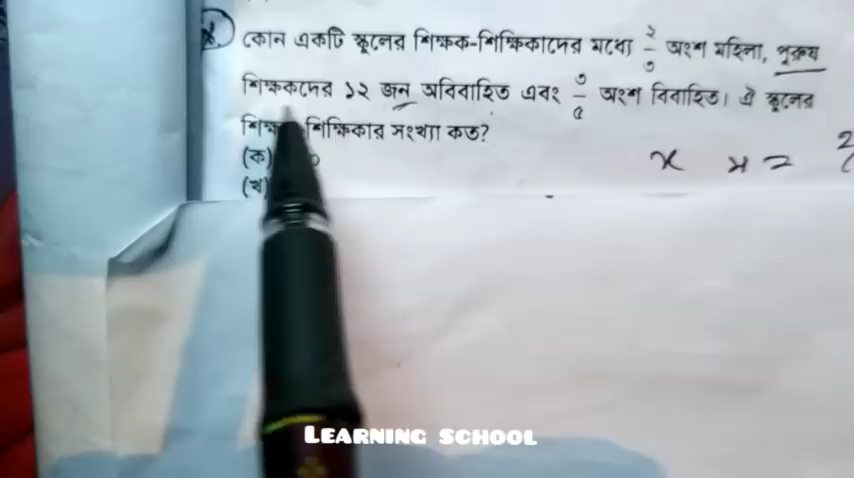 কোন একটি স্কুলের শিক্ষক-শিক্ষিকাদের মধ্যে ২/৩ অংশ মহিলা, পুরুষ
শিক্ষকদের ১২ জন অবিবাহিত এবং ৩/৫ অংশ বিবাহিত। ঐ স্কুলের
শিক্ষিকার সংখ্যা কত?
(ক)
(খ)
x x =
LEARNING SCHOOL